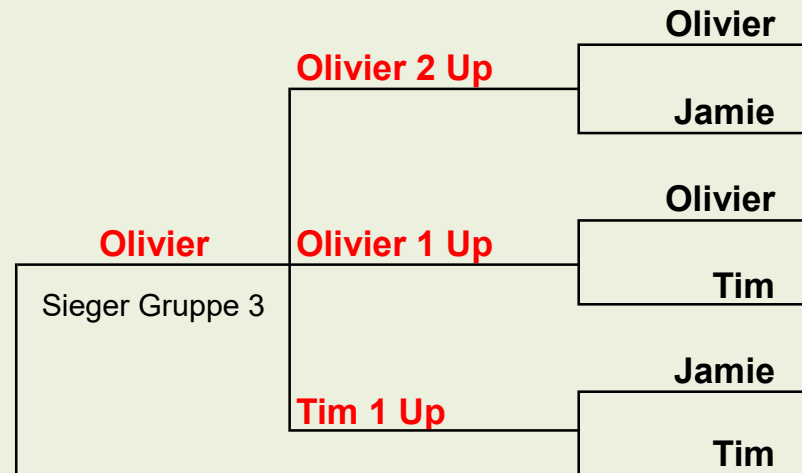 Olivier
Olivier 2 Up
Jamie
Olivier
Olivier
Olivier 1 Up
Sieger Gruppe 3
Tim
Jamie
Tim 1 Up
Tim